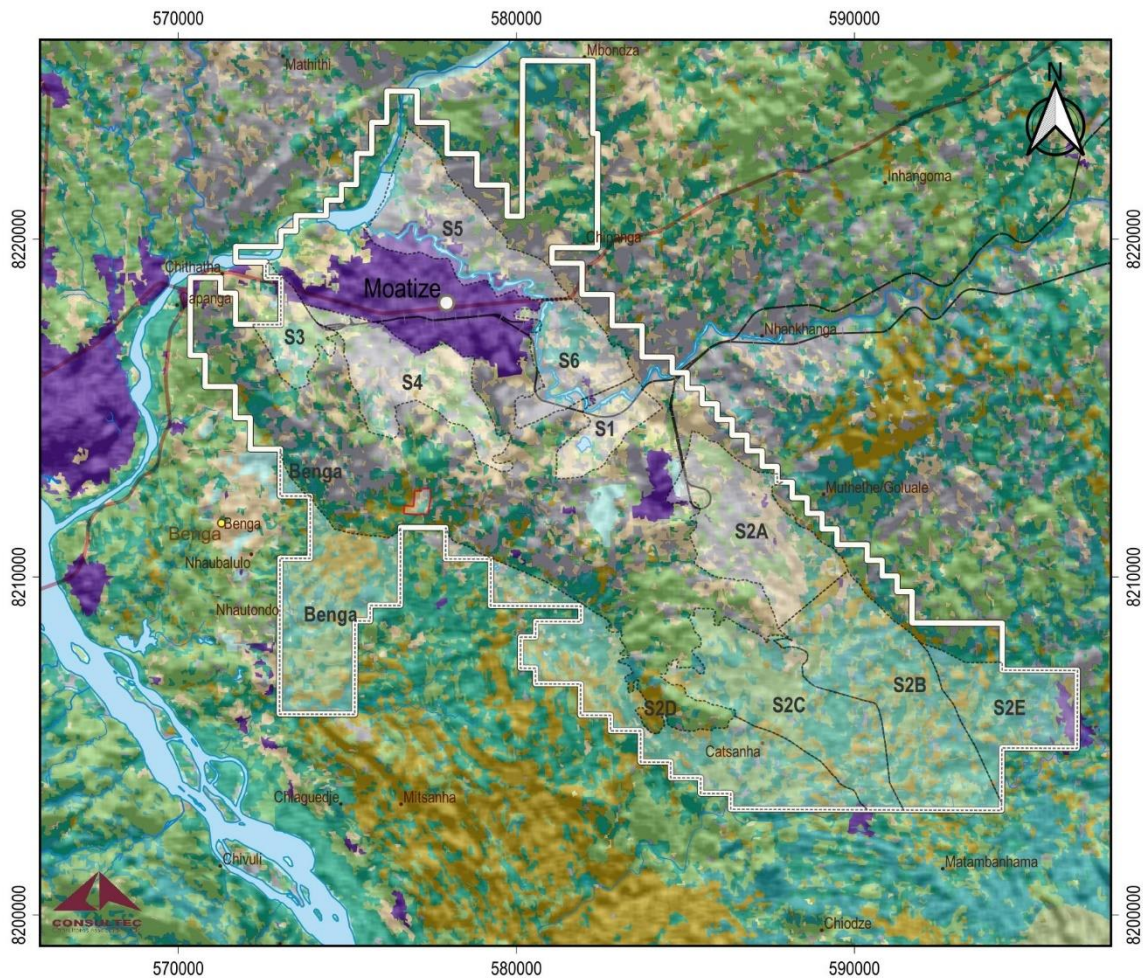 570000
580000
590000
Mbondza
Mathithi
N
Inhangoma
8220000
8220000
S5
Chipanga
Chithatha
Moatize
Nhankhanga
S3
S6
S4
S1
Benga
Muthethe/Goluale
Benga
Benga
S2A
Nhaubalulo
8210000
8210000
Nhautondo
Benga
S2B
S2E
S2D
S2C
Catsanha
Chiaguedje
Mitsanha
Chivuli
Matambanhama
CONSULTEC
Chiodze
8200000
8200000
570000
580000
590000